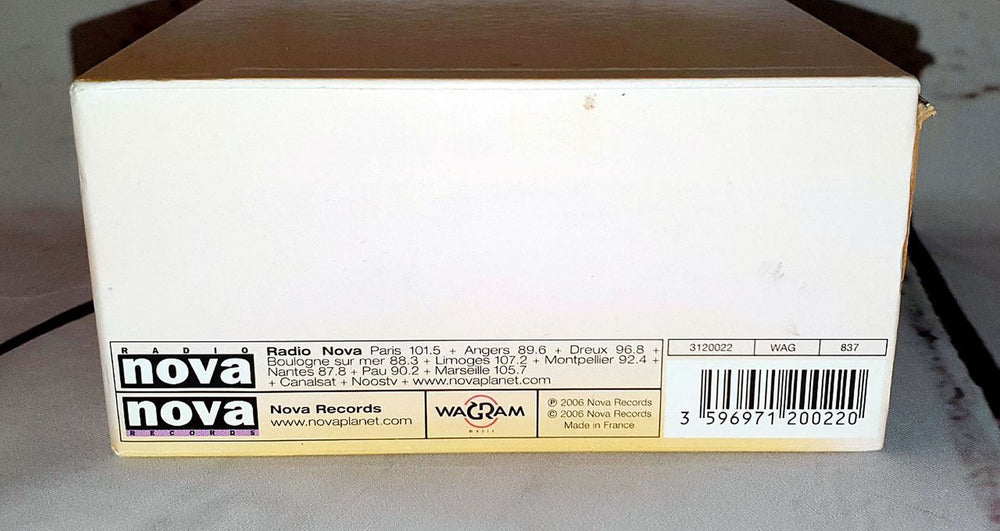 RADIO
nova
Radio Nova Paris 101.5 + Angers 89.6 + Dreux 96.8 +
Boulogne sur mer 88.3 + Limoges 107.2 + Montpellier 92.4 +
Nantes 87.8 + Pau 90.2 + Marseille 105.7
+ Canalsat + Noostv + www.novaplanet.com
nova
RECORDS
Nova Records
www.novaplanet.com
WAGRAM
MUSIC
℗ 2006 Nova Records
© 2006 Nova Records
Made in France
3120022 WAG 837
3 596971 200220